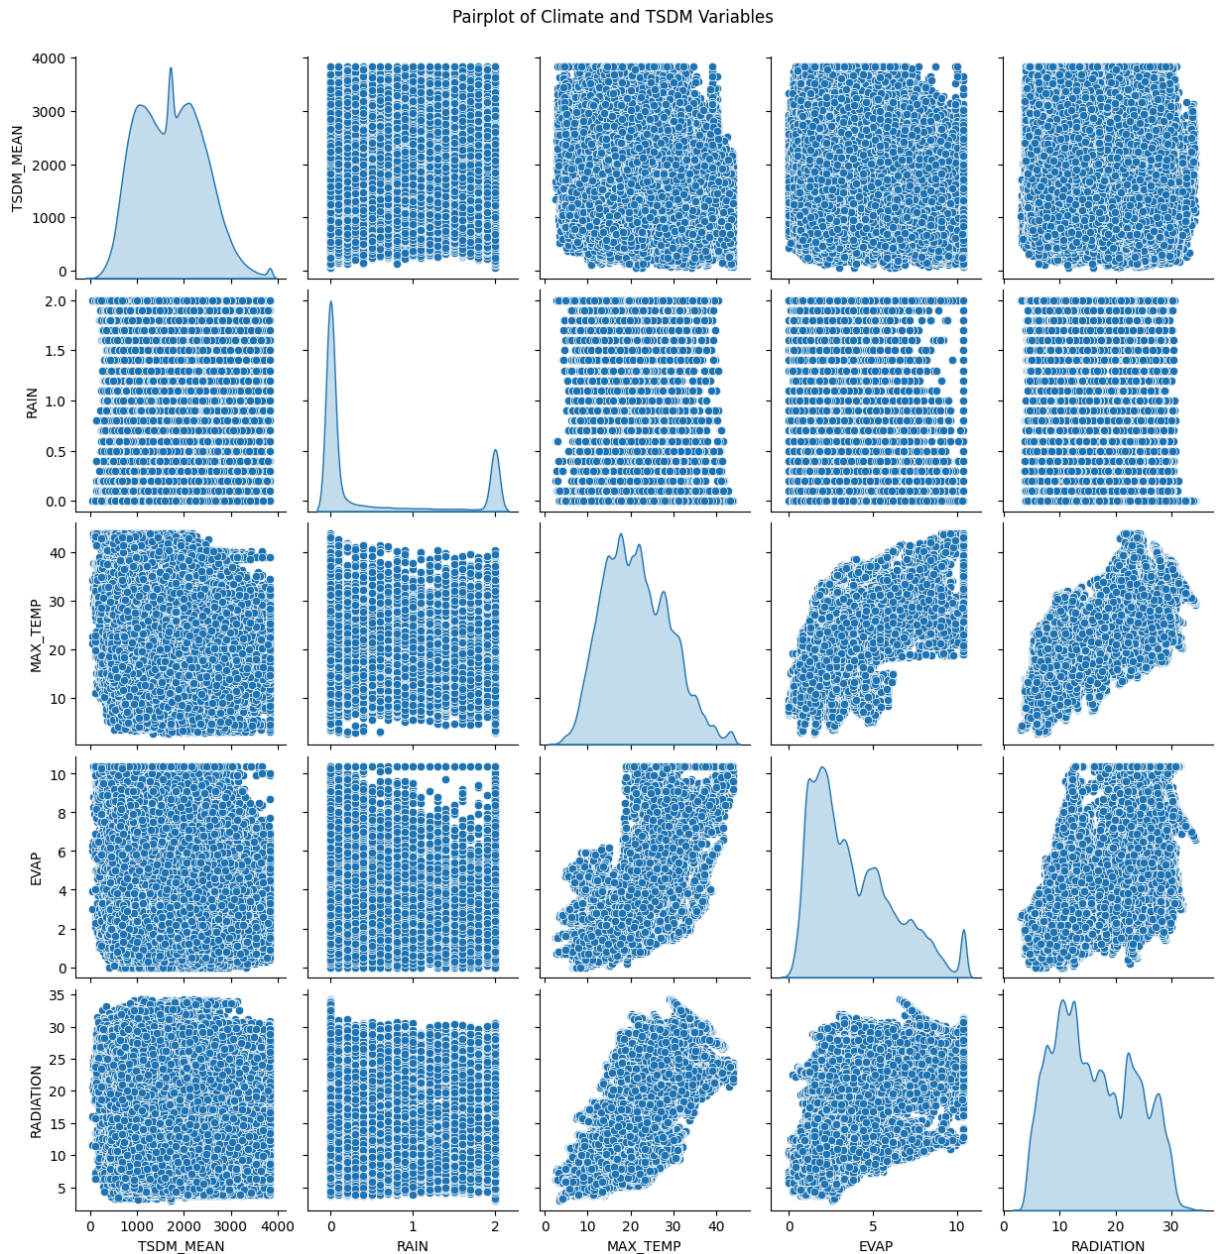 Pairplot of Climate and TSDM Variables
4000
3000
2000
1000
0
TSDM_MEAN
2.0
1.5
1.0
0.5
0.0
RAIN
40
30
20
10
MAX_TEMP
10
8
6
4
2
0
EVAP
35
30
25
20
15
10
5
RADIATION
0 1000 2000 3000 4000
0 1 2
0 10 20 30 40
0 5 10
0 10 20 30
TSDM_MEAN
RAIN
MAX_TEMP
EVAP
RADIATION